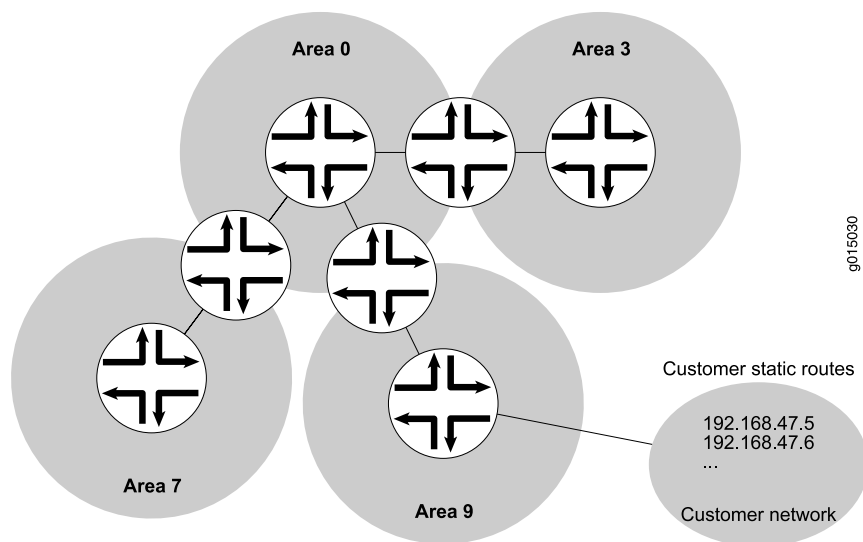 Area 0
Area 3
g015030
Customer static routes
192.168.47.5
192.168.47.6
...
Area 7
Area 9
Customer network